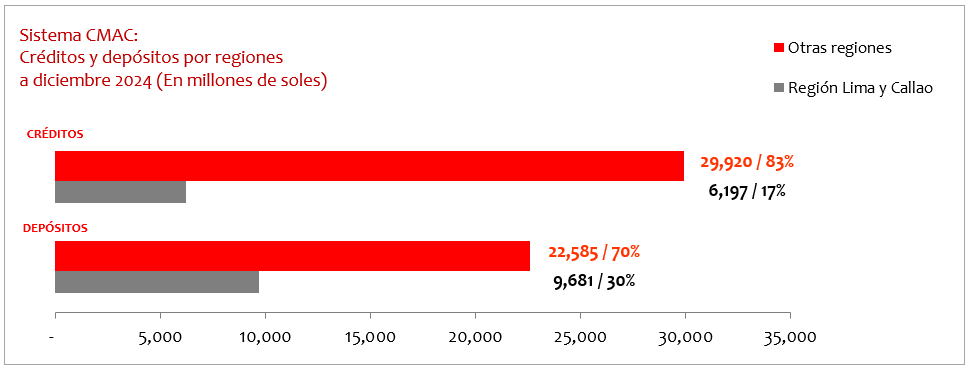 Sistema CMAC:
Créditos y depósitos por regiones
a diciembre 2024 (En millones de soles)
Otras regiones
Región Lima y Callao
CRÉDITOS
29,920 / 83%
6,197 / 17%
DEPÓSITOS
22,585 / 70%
9,681 / 30%
- 5,000 10,000 15,000 20,000 25,000 30,000 35,000